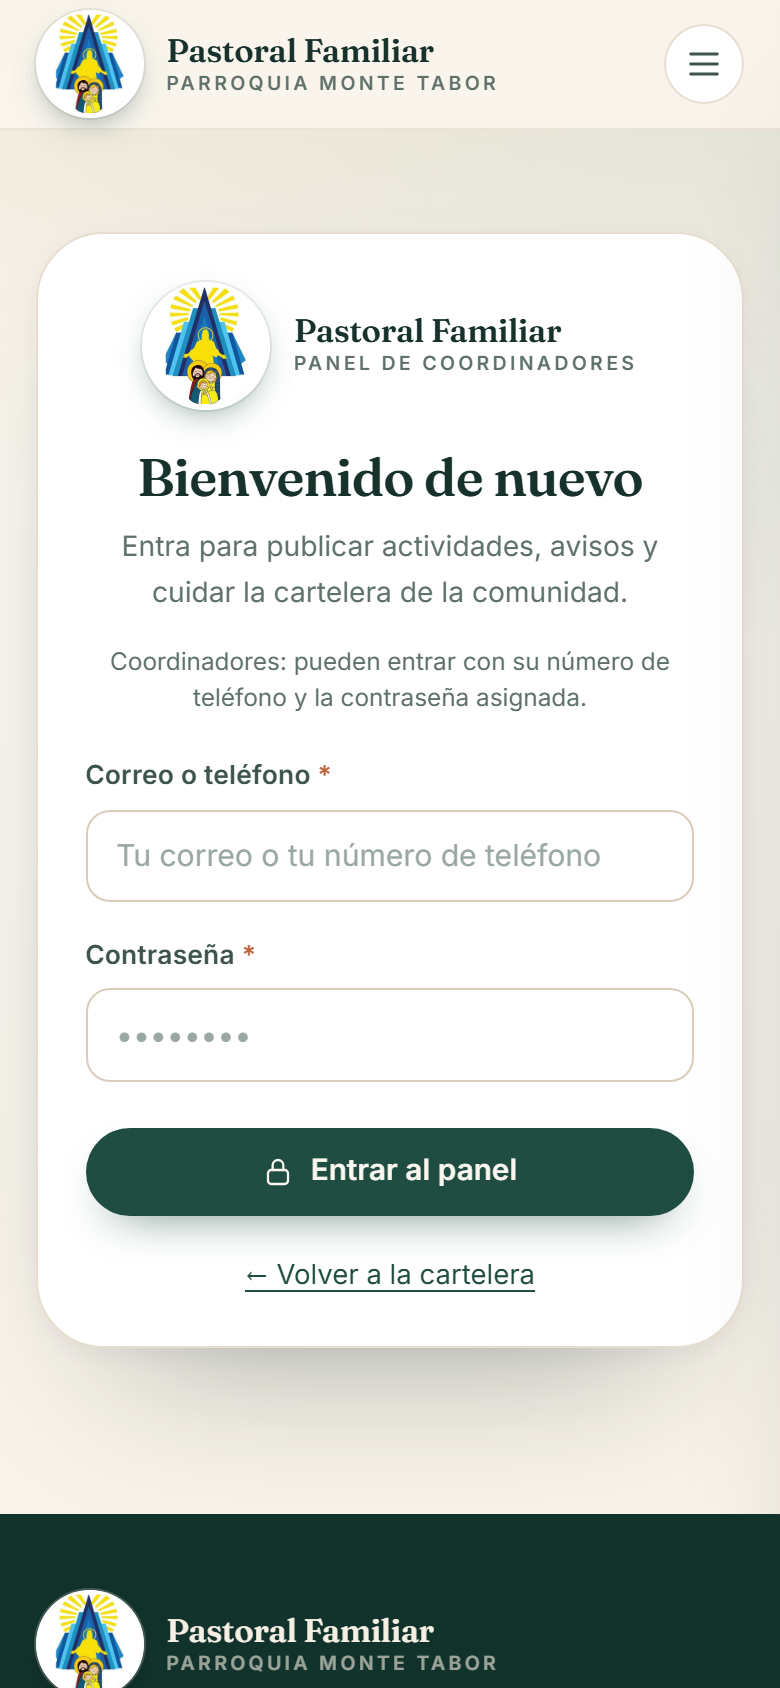 Pastoral Familiar
PARROQUIA MONTE TABOR
Pastoral Familiar
PANEL DE COORDINADORES
Bienvenido de nuevo
Entra para publicar actividades, avisos y
cuidar la cartelera de la comunidad.
Coordinadores: pueden entrar con su número de
teléfono y la contraseña asignada.
Correo o teléfono *
Tu correo o tu número de teléfono
Contraseña *
••••••••
Entrar al panel
← Volver a la cartelera
Pastoral Familiar
PARROQUIA MONTE TABOR